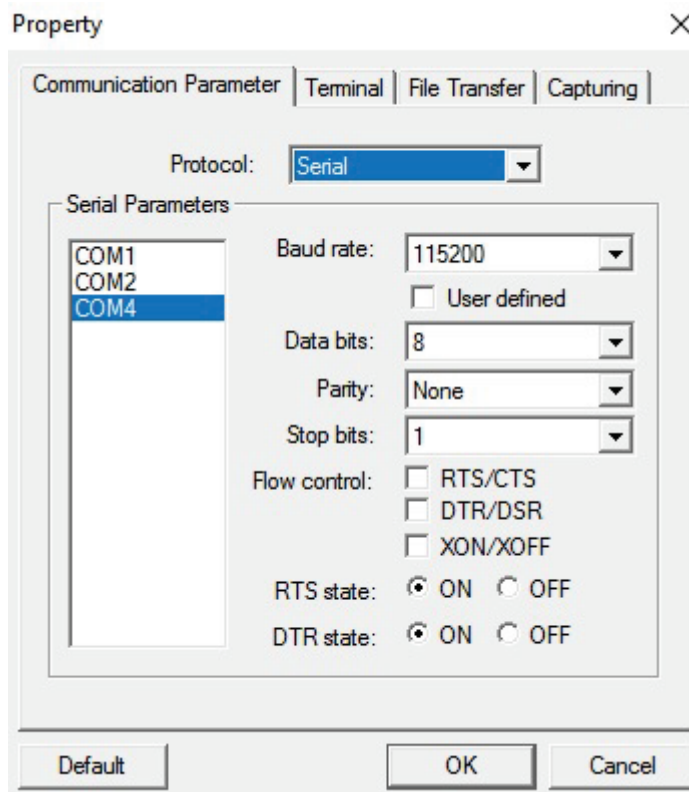 Property
Communication Parameter Terminal File Transfer Capturing
Protocol: Serial
Serial Parameters
COM1
COM2
COM4
Baud rate: 115200
User defined
Data bits: 8
Parity: None
Stop bits: 1
Flow control: RTS/CTS
DTR/DSR
XON/XOFF
RTS state: ON OFF
DTR state: ON OFF
Default OK Cancel